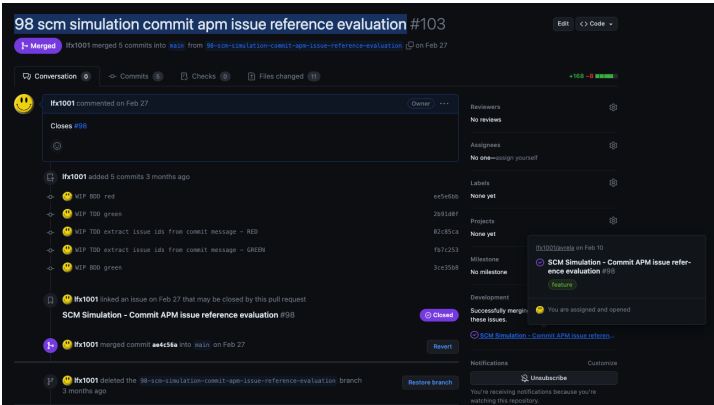 98 scm simulation commit apm issue reference evaluation #103
Edit
<> Code
Merged
lfx1001 merged 5 commits into main from 98-scm-simulation-commit-apm-issue-reference-evaluation on Feb 27
Conversation 0
Commits 5
Checks 0
Files changed 11
+168 −8
lfx1001 commented on Feb 27
Owner
Closes #98
lfx1001 added 5 commits 3 months ago
WIP BDD red
ee5e6bb
WIP TDD green
2b91d0f
WIP TDD extract issue ids from commit message - RED
02c85ca
WIP TDD extract issue ids from commit message - GREEN
fb7c253
WIP BDD green
3ce35b8
lfx1001 linked an issue on Feb 27 that may be closed by this pull request
SCM Simulation - Commit APM issue reference evaluation #98
Closed
lfx1001 merged commit ae4c56a into main on Feb 27
Revert
lfx1001 deleted the 98-scm-simulation-commit-apm-issue-reference-evaluation branch
3 months ago
Restore branch
Reviewers
No reviews
Assignees
No one—assign yourself
Labels
None yet
Projects
None yet
Milestone
No milestone
Development
Successfully mergin
these issues.
SCM Simulation - Commit APM issue referen...
lfx1001/avrela on Feb 10
SCM Simulation - Commit APM issue refer-
ence evaluation #98
feature
You are assigned and opened
Notifications
Customize
Unsubscribe
You're receiving notifications because you're
watching this repository.